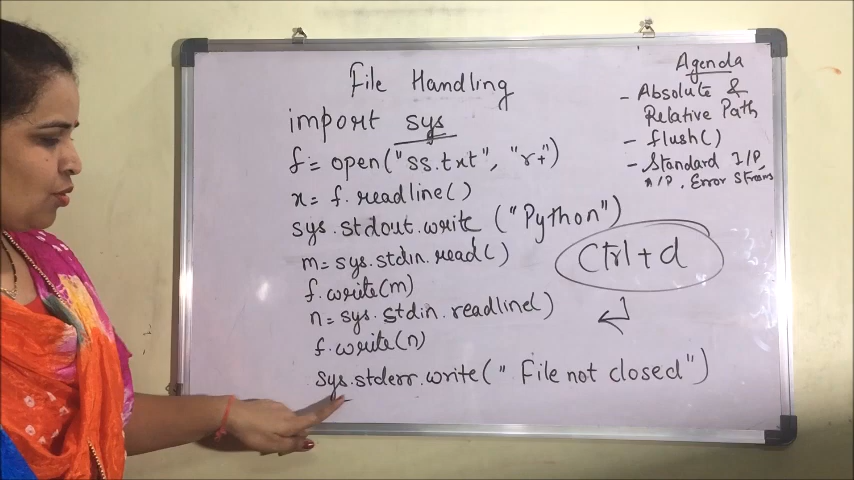 File Handling
import sys
f = open("ss.txt", "r+")
x = f.readline()
sys.stdout.write ("Python")
m = sys.stdin.read()
f.write(m)
n = sys.stdin.readline()
f.write(n)
sys.stderr.write(" File not closed")
Agenda
- Absolute &
Relative Path
- flush()
- Standard I/P,
O/P, Error Streams
Ctrl + d